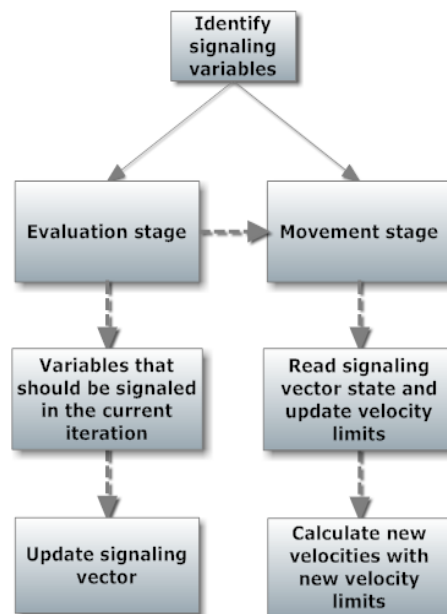 Identify
signaling
variables
Evaluation stage
Movement stage
Variables that
should be signaled
in the current
iteration
Read signaling
vector state and
update velocity
limits
Update signaling
vector
Calculate new
velocities with
new velocity
limits